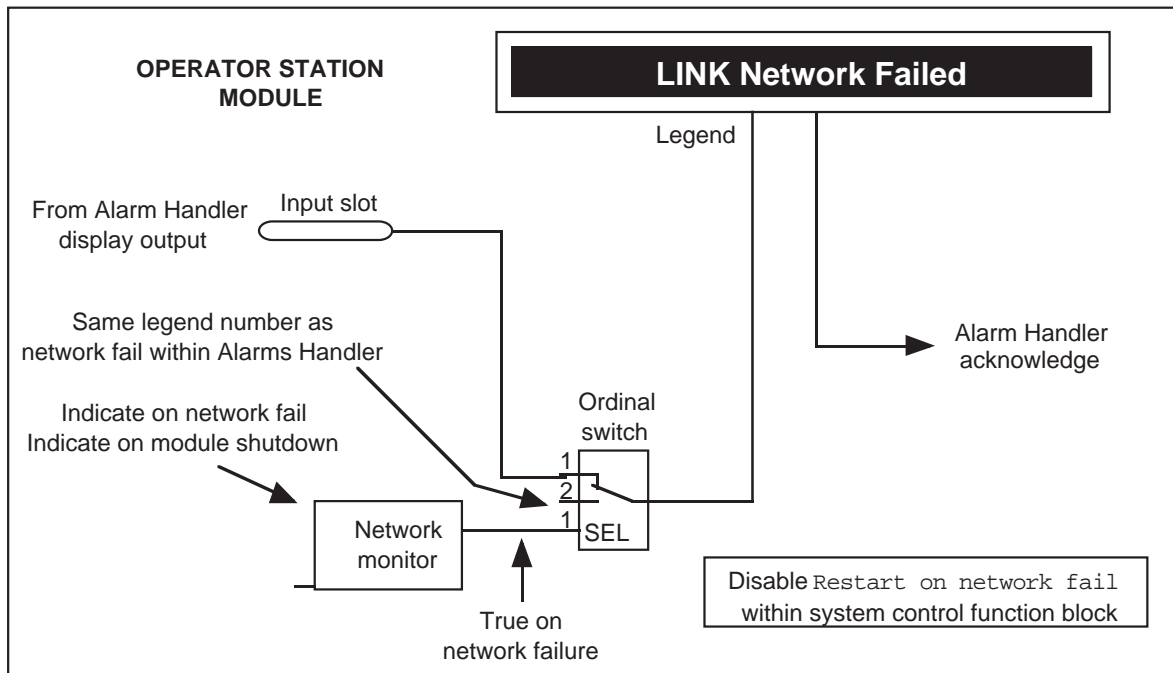 OPERATOR STATION
MODULE
LINK Network Failed
Legend
From Alarm Handler
display output
Input slot
Same legend number as
network fail within Alarms Handler
Alarm Handler
acknowledge
Indicate on network fail
Indicate on module shutdown
Ordinal
switch
1
2
1
SEL
Network
monitor
True on
network failure
Disable Restart on network fail
within system control function block